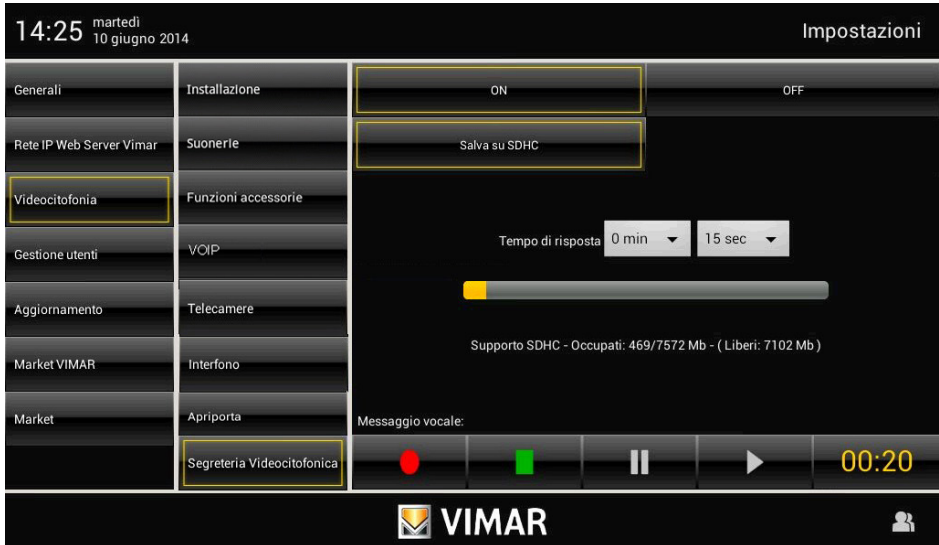 14:25 martedì
10 giugno 2014
Impostazioni
Generali
Rete IP Web Server Vimar
Videocitofonia
Gestione utenti
Aggiornamento
Market VIMAR
Market
Installazione
Suonerie
Funzioni accessorie
VOIP
Telecamere
Interfono
Apriporta
Segreteria Videocitofonica
ON
OFF
Salva su SDHC
Tempo di risposta 0 min 15 sec
Supporto SDHC - Occupati: 469/7572 Mb - ( Liberi: 7102 Mb )
Messaggio vocale:
00:20
VIMAR